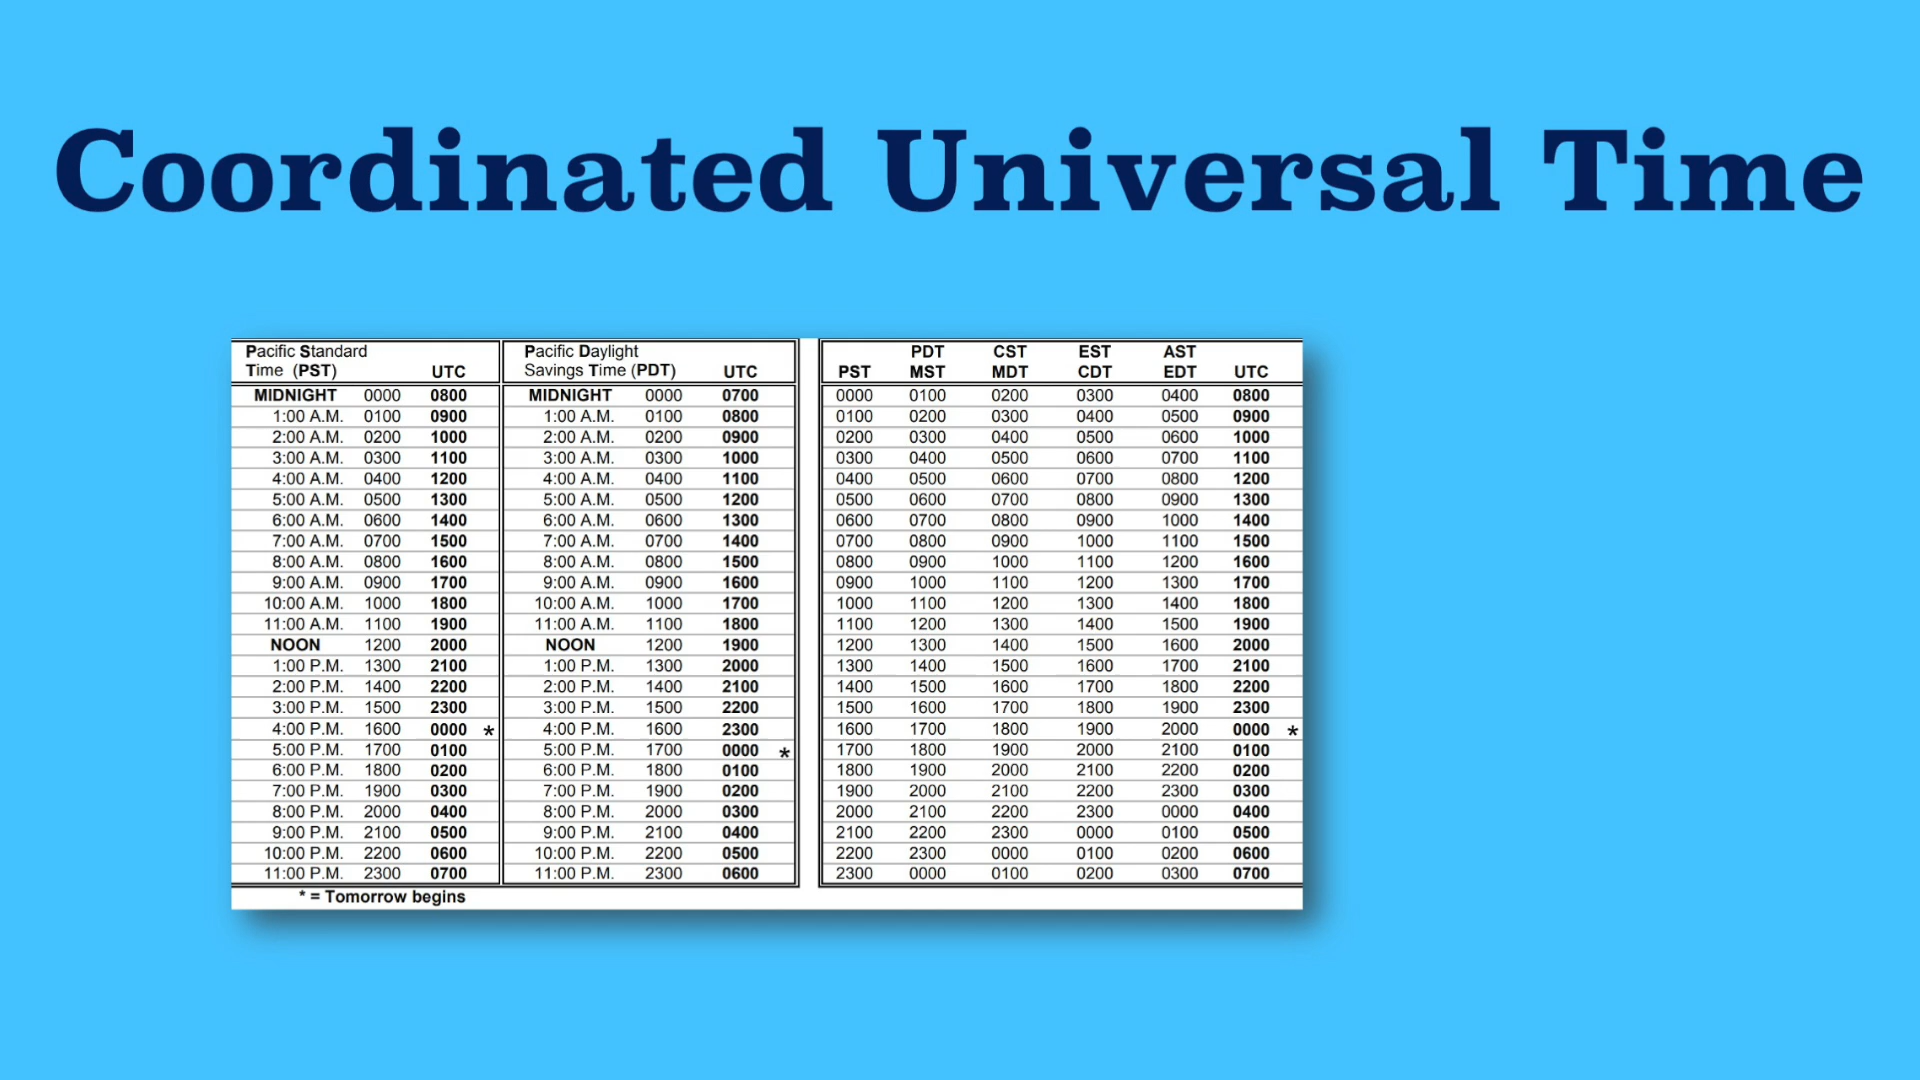 Coordinated Universal Time
Pacific Standard
Time (PST) UTC
MIDNIGHT 0000 0800
1:00 A.M. 0100 0900
2:00 A.M. 0200 1000
3:00 A.M. 0300 1100
4:00 A.M. 0400 1200
5:00 A.M. 0500 1300
6:00 A.M. 0600 1400
7:00 A.M. 0700 1500
8:00 A.M. 0800 1600
9:00 A.M. 0900 1700
10:00 A.M. 1000 1800
11:00 A.M. 1100 1900
NOON 1200 2000
1:00 P.M. 1300 2100
2:00 P.M. 1400 2200
3:00 P.M. 1500 2300
4:00 P.M. 1600 0000 *
5:00 P.M. 1700 0100
6:00 P.M. 1800 0200
7:00 P.M. 1900 0300
8:00 P.M. 2000 0400
9:00 P.M. 2100 0500
10:00 P.M. 2200 0600
11:00 P.M. 2300 0700
* = Tomorrow begins
Pacific Daylight
Savings Time (PDT) UTC
MIDNIGHT 0000 0700
1:00 A.M. 0100 0800
2:00 A.M. 0200 0900
3:00 A.M. 0300 1000
4:00 A.M. 0400 1100
5:00 A.M. 0500 1200
6:00 A.M. 0600 1300
7:00 A.M. 0700 1400
8:00 A.M. 0800 1500
9:00 A.M. 0900 1600
10:00 A.M. 1000 1700
11:00 A.M. 1100 1800
NOON 1200 1900
1:00 P.M. 1300 2000
2:00 P.M. 1400 2100
3:00 P.M. 1500 2200
4:00 P.M. 1600 2300
5:00 P.M. 1700 0000 *
6:00 P.M. 1800 0100
7:00 P.M. 1900 0200
8:00 P.M. 2000 0300
9:00 P.M. 2100 0400
10:00 P.M. 2200 0500
11:00 P.M. 2300 0600
PDT CST EST AST
PST MST MDT CDT EDT UTC
0000 0100 0200 0300 0400 0800
0100 0200 0300 0400 0500 0900
0200 0300 0400 0500 0600 1000
0300 0400 0500 0600 0700 1100
0400 0500 0600 0700 0800 1200
0500 0600 0700 0800 0900 1300
0600 0700 0800 0900 1000 1400
0700 0800 0900 1000 1100 1500
0800 0900 1000 1100 1200 1600
0900 1000 1100 1200 1300 1700
1000 1100 1200 1300 1400 1800
1100 1200 1300 1400 1500 1900
1200 1300 1400 1500 1600 2000
1300 1400 1500 1600 1700 2100
1400 1500 1600 1700 1800 2200
1500 1600 1700 1800 1900 2300
1600 1700 1800 1900 2000 0000 *
1700 1800 1900 2000 2100 0100
1800 1900 2000 2100 2200 0200
1900 2000 2100 2200 2300 0300
2000 2100 2200 2300 0000 0400
2100 2200 2300 0000 0100 0500
2200 2300 0000 0100 0200 0600
2300 0000 0100 0200 0300 0700